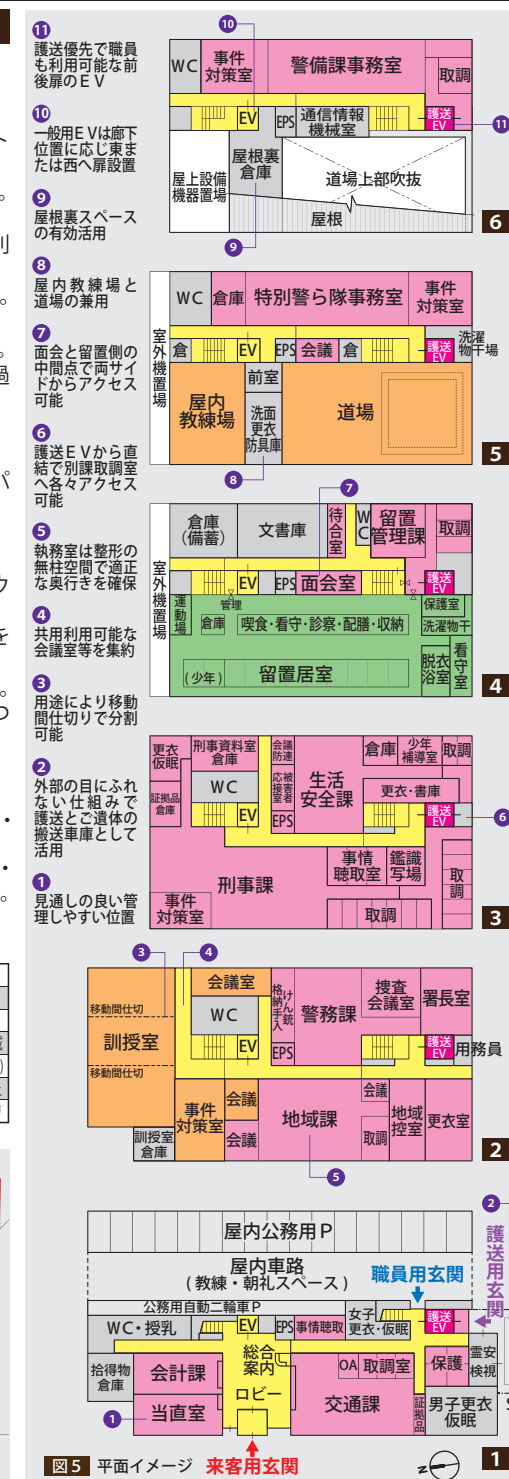 11
護送優先で職員
も利用可能な前
後扉のEV
10
一般用EVは廊下
位置に応じ東ま
たは西へ扉設置
9
屋根裏スペース
の有効活用
8
屋内教練場と
道場の兼用
7
面会と留置側の
中間点で両サイ
ドからアクセス
可能
6
護送EVから直
結で別課取調室
へ各々アクセス
可能
5
執務室は整形の
無柱空間で適正
な奥行きを確保
4
共用利用可能な
会議室等を集約
3
用途により移動
間仕切りで分割
可能
2
外部の目にふれ
ない仕組みで
護送とご遺体の
搬送車庫として
活用
1
見通しの良い管
理しやすい位置
10
WC
事件
対策室
警備課事務室
取調
EV
EPS
通信情報
機械室
護送
EV
11
屋上設備
機器置場
屋根裏
倉庫
道場上部吹抜
屋根
9
6
室外機置場
WC
倉庫
特別警ら隊事務室
事件
対策室
倉
EV
EPS
会議
倉
護送
EV
洗濯
物干場
屋内
教練場
前室
洗面
更衣
防具庫
道場
8
5
7
室外機置場
倉庫
(備蓄)
文書庫
待合室
WC
留置
管理課
取調
EV
EPS
面会室
護送
EV
運動場
管理
倉庫
喫食・看守・診察・配膳・収納
保護室
洗濯物干
(少年)
留置居室
脱衣
浴室
看守室
4
更衣
仮眠
刑事資料室
倉庫
会議
防連
生活
安全課
倉庫
少年
補導室
取調
証拠品
倉庫
WC
被害者
応接室
更衣・書庫
EV
EPS
護送
EV
6
刑事課
事情
聴取室
鑑識
写場
取調
事件
対策室
取調
3
3
4
移動間仕切
訓授室
移動間仕切
会議室
WC
けん銃
格納手入
警務課
捜査
会議室
署長室
EV
EPS
護送
EV
用務員
事件
対策室
会議
会議
地域課
会議
取調
地域
控室
更衣室
訓授室
倉庫
5
2
2
屋内公務用P
屋内車路
(教練・朝礼スペース)
職員用玄関
護送用玄関
公務用自動二輪車P
WC・授乳
EV
EPS
事情聴取
女子
更衣・仮眠
護送
EV
拾得物
倉庫
会計課
総合
案内
ロビー
OA
取調室
保護
霊安
検視
1
当直室
交通課
証拠品
男子更衣
仮眠
図5 平面イメージ
来客用玄関
N
1